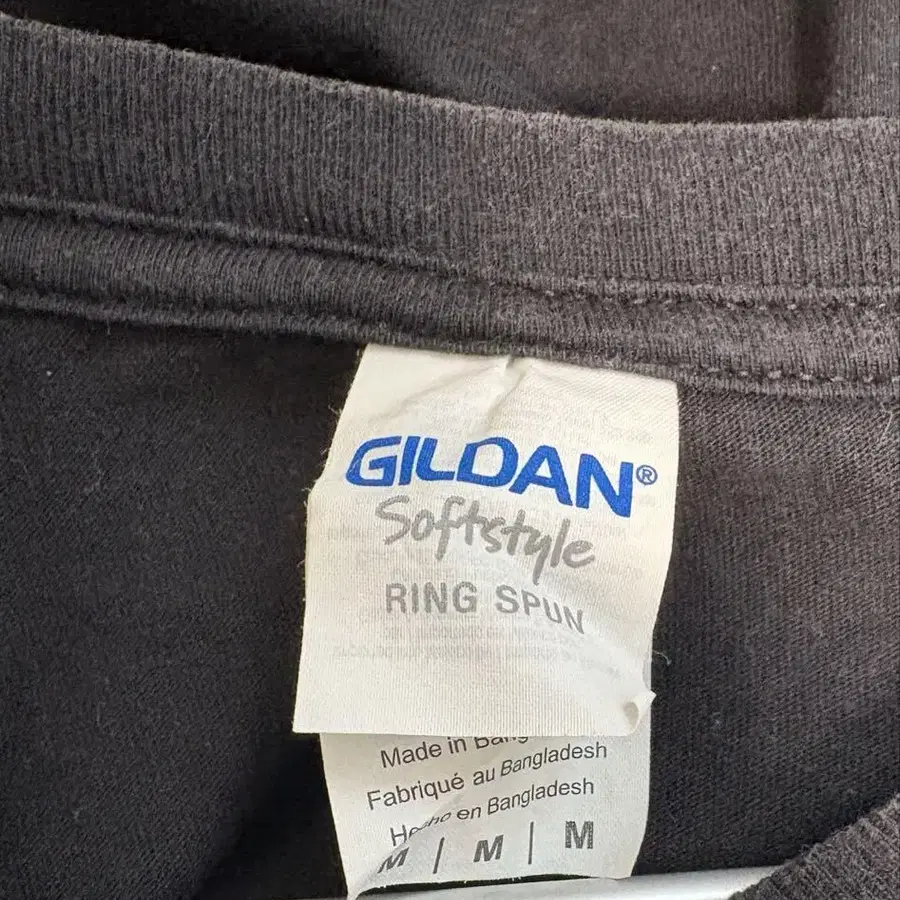 GILDAN®
Softstyle
RING SPUN
Made in Bang
Fabriqué au Bangladesh
Hecho en Bangladesh
M | M | M